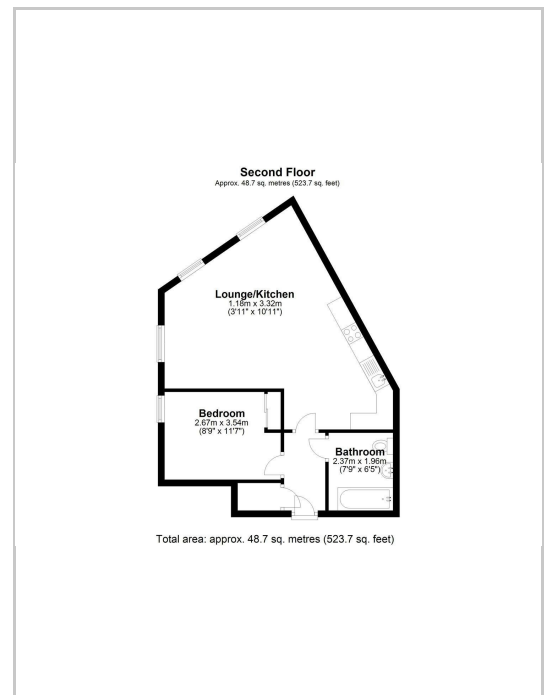 Second Floor
Approx. 48.7 sq. metres (523.7 sq. feet)
Lounge/Kitchen
1.18m x 3.32m
(3'11" x 10'11")
Bedroom
2.67m x 3.54m
(8'9" x 11'7")
Bathroom
2.37m x 1.96m
(7'9" x 6'5")
Total area: approx. 48.7 sq. metres (523.7 sq. feet)